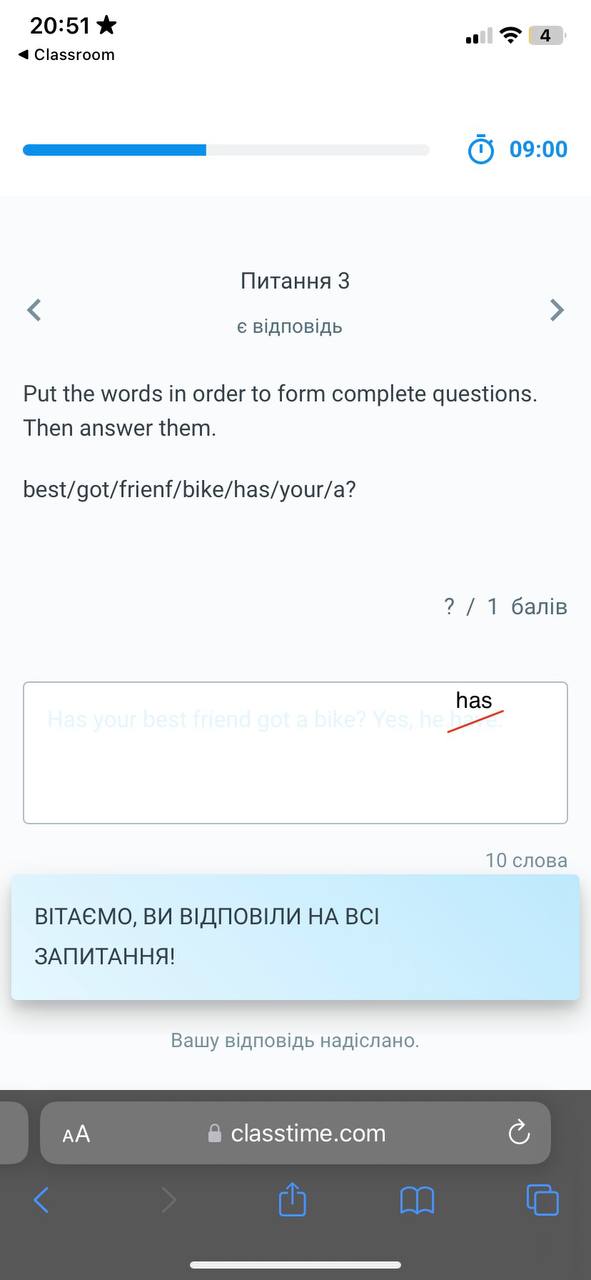 20:51 ★
4
◀ Classroom
09:00
Питання 3
є відповідь
Put the words in order to form complete questions.
Then answer them.
best/got/frienf/bike/has/your/a?
? / 1 балів
has
Has your best friend got a bike? Yes, he have.
10 слова
ВІТАЄМО, ВИ ВІДПОВІЛИ НА ВСІ
ЗАПИТАННЯ!
Вашу відповідь надіслано.
AA classtime.com